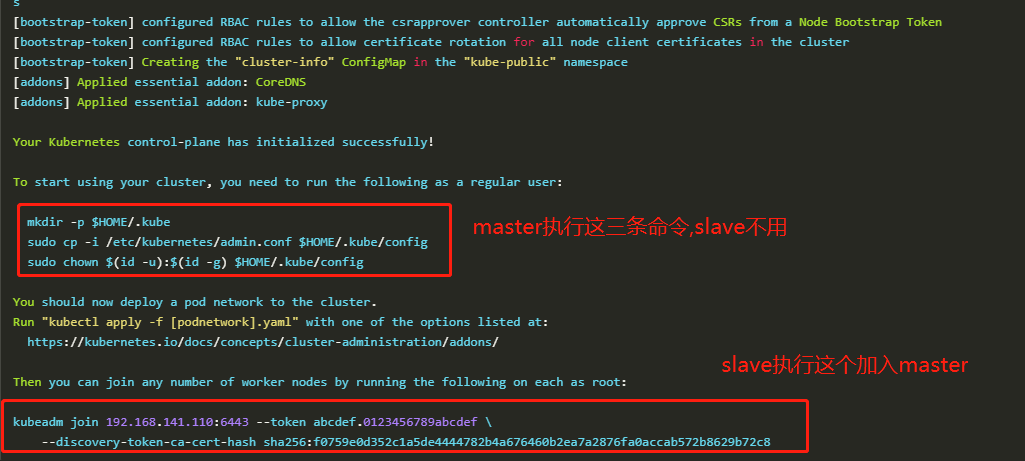 s
[bootstrap-token] configured RBAC rules to allow the csrapprover controller automatically approve CSRs from a Node Bootstrap Token
[bootstrap-token] configured RBAC rules to allow certificate rotation for all node client certificates in the cluster
[bootstrap-token] Creating the "cluster-info" ConfigMap in the "kube-public" namespace
[addons] Applied essential addon: CoreDNS
[addons] Applied essential addon: kube-proxy
Your Kubernetes control-plane has initialized successfully!
To start using your cluster, you need to run the following as a regular user:
mkdir -p $HOME/.kube
sudo cp -i /etc/kubernetes/admin.conf $HOME/.kube/config
sudo chown $(id -u):$(id -g) $HOME/.kube/config
master执行这三条命令,slave不用
You should now deploy a pod network to the cluster.
Run "kubectl apply -f [podnetwork].yaml" with one of the options listed at:
https://kubernetes.io/docs/concepts/cluster-administration/addons/
slave执行这个加入master
Then you can join any number of worker nodes by running the following on each as root:
kubeadm join 192.168.141.110:6443 --token abcdef.0123456789abcdef \
--discovery-token-ca-cert-hash sha256:f0759e0d352c1a5de4444782b4a676460b2ea7a2876fa0accab572b8629b72c8